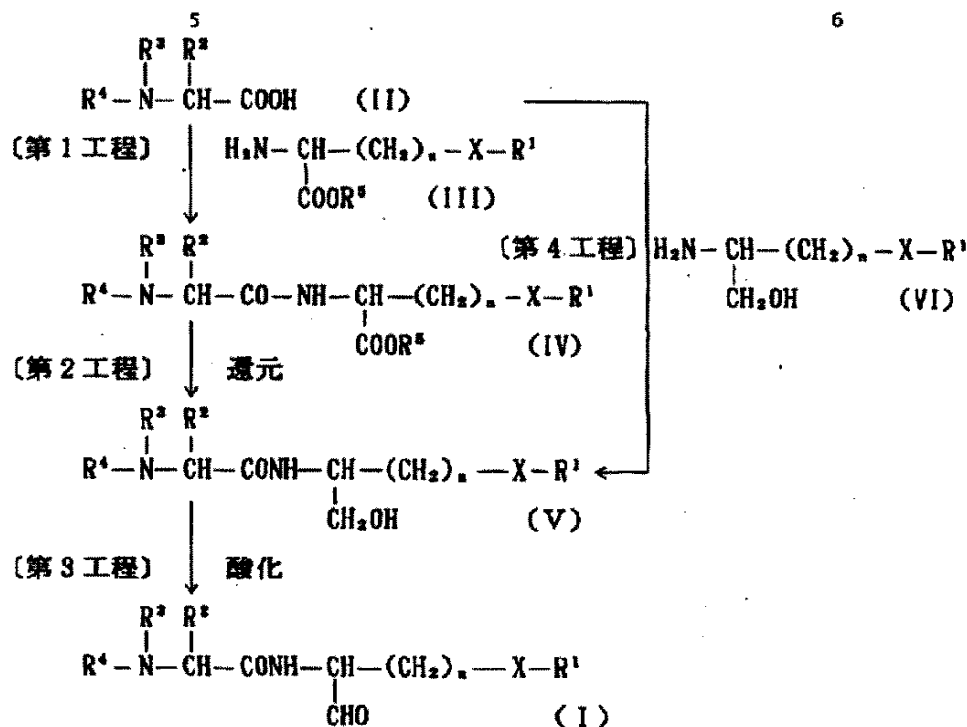 5 6
R³ R²
R⁴-N-CH-COOH (II)
〔第1工程〕 H₂N-CH-(CH₂)ₙ-X-R¹
COOR⁵ (III)
R³ R²
〔第4工程〕 H₂N-CH-(CH₂)ₙ-X-R¹
R⁴-N-CH-CO-NH-CH-(CH₂)ₙ-X-R¹
CH₂OH (VI)
COOR⁵ (IV)
〔第2工程〕 還元
R³ R²
R⁴-N-CH-CONH-CH-(CH₂)ₙ-X-R¹
CH₂OH (V)
〔第3工程〕 酸化
R³ R²
R⁴-N-CH-CONH-CH-(CH₂)ₙ-X-R¹
CHO (I)